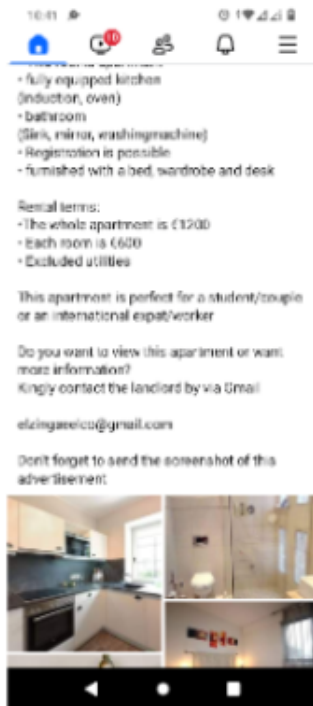 10:41
10
• fully equipped kitchen
(induction, oven)
• bathroom
(Sink, mirror, washingmachine)
• Registration is possible
• furnished with a bed, wardrobe and desk
Rental terms:
•The whole apartment is €1200
• Each room is €600
• Excluded utilities
This apartment is perfect for a student/couple
or an international expat/worker
Do you want to view this apartment or want
more information?
Kingly contact the landlord by via Gmail
@gmail.com
Don't forget to send the screenshot of this
advertisement